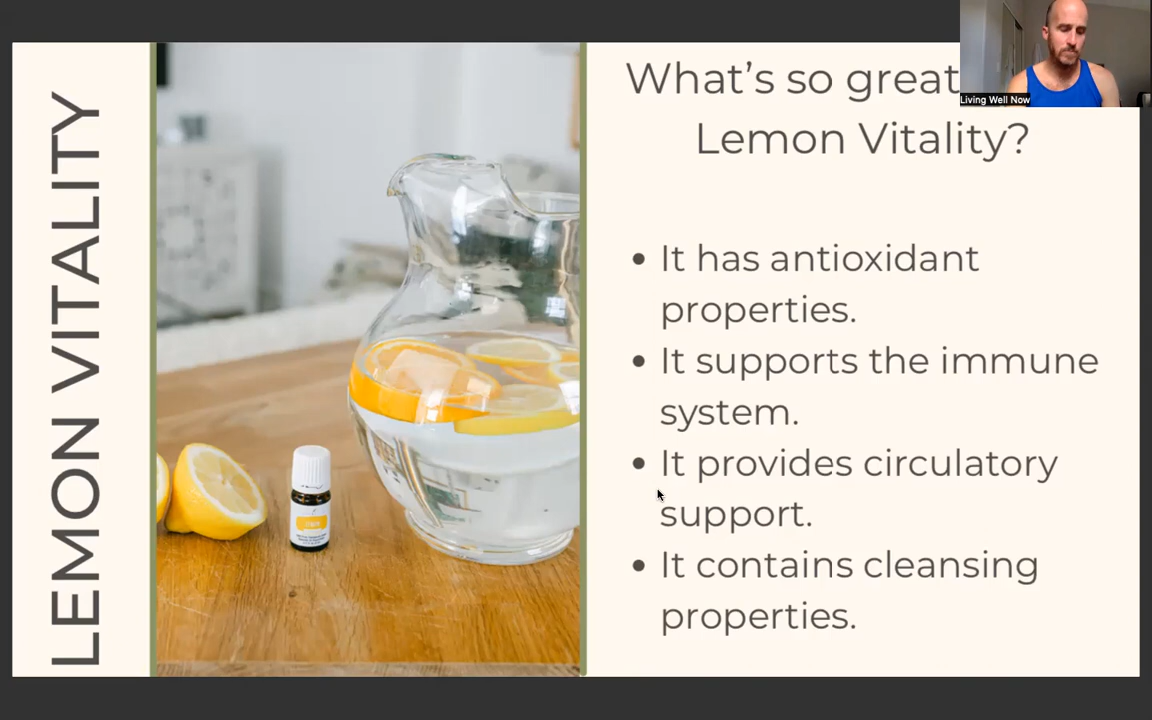 LEMON VITALITY
What's so great
Lemon Vitality?
Living Well Now
• It has antioxidant
properties.
• It supports the immune
system.
• It provides circulatory
support.
• It contains cleansing
properties.